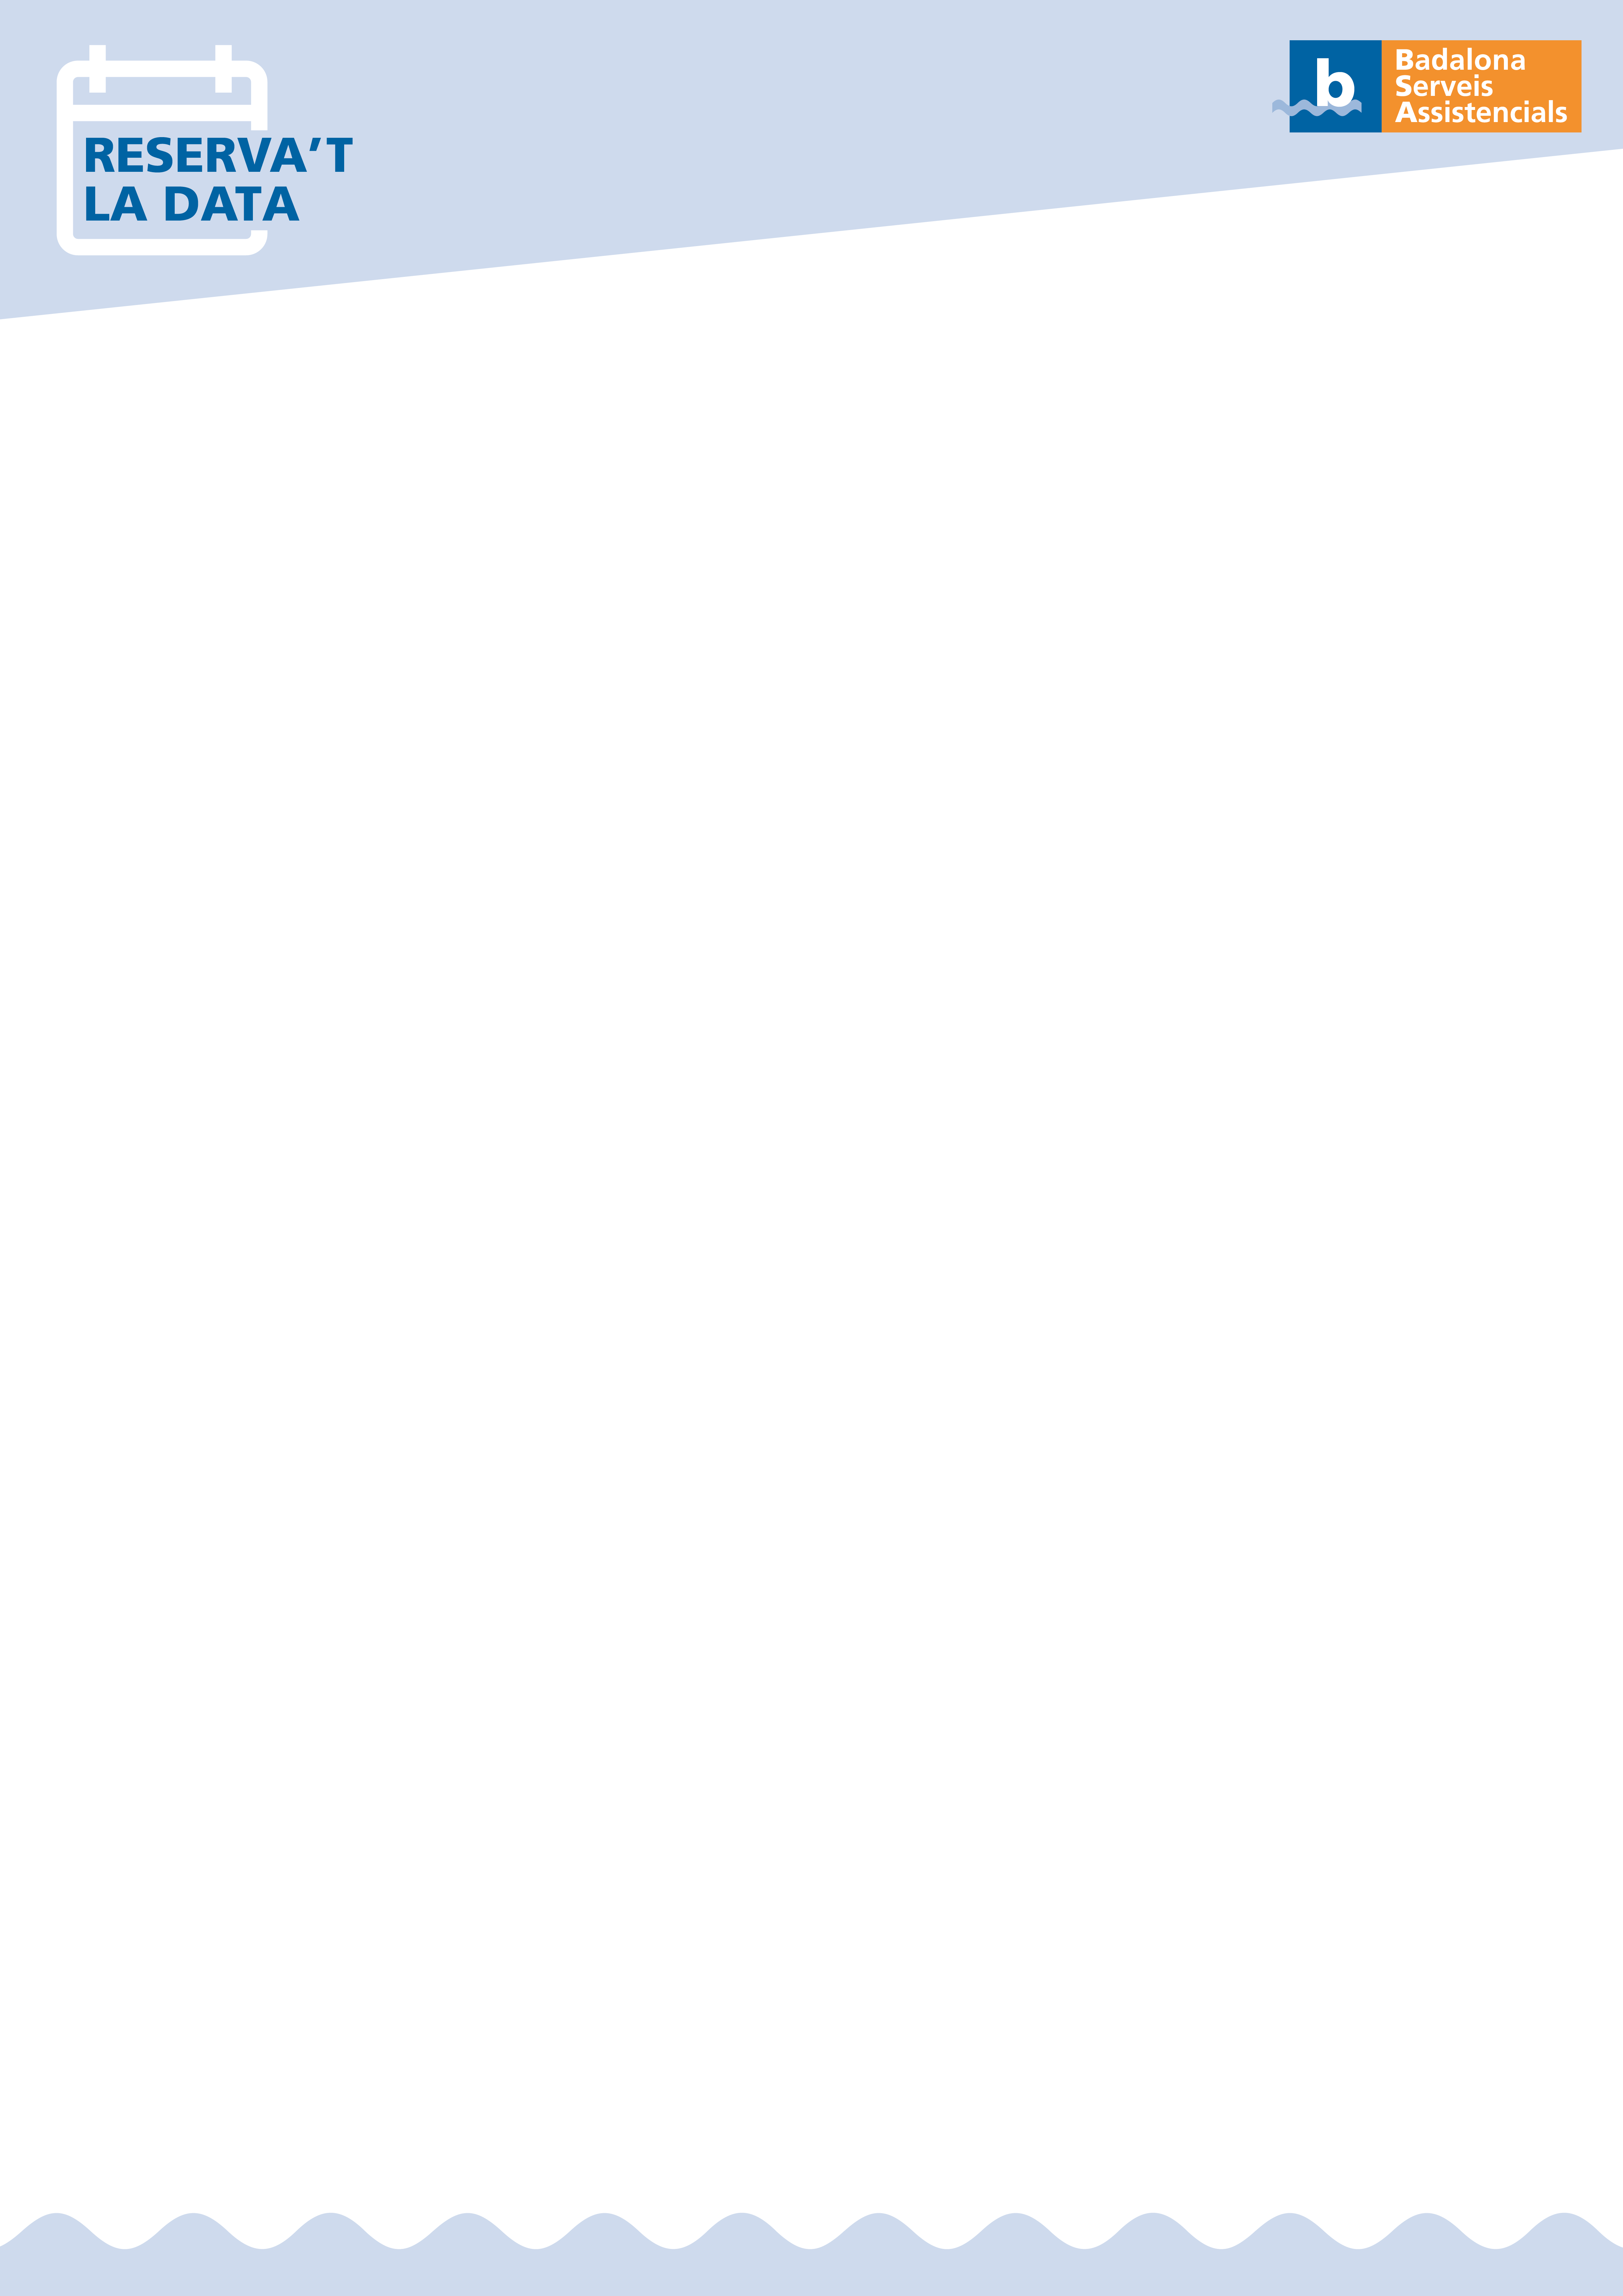 RESERVA’T
LA DATA
b
Badalona
Serveis
Assistencials